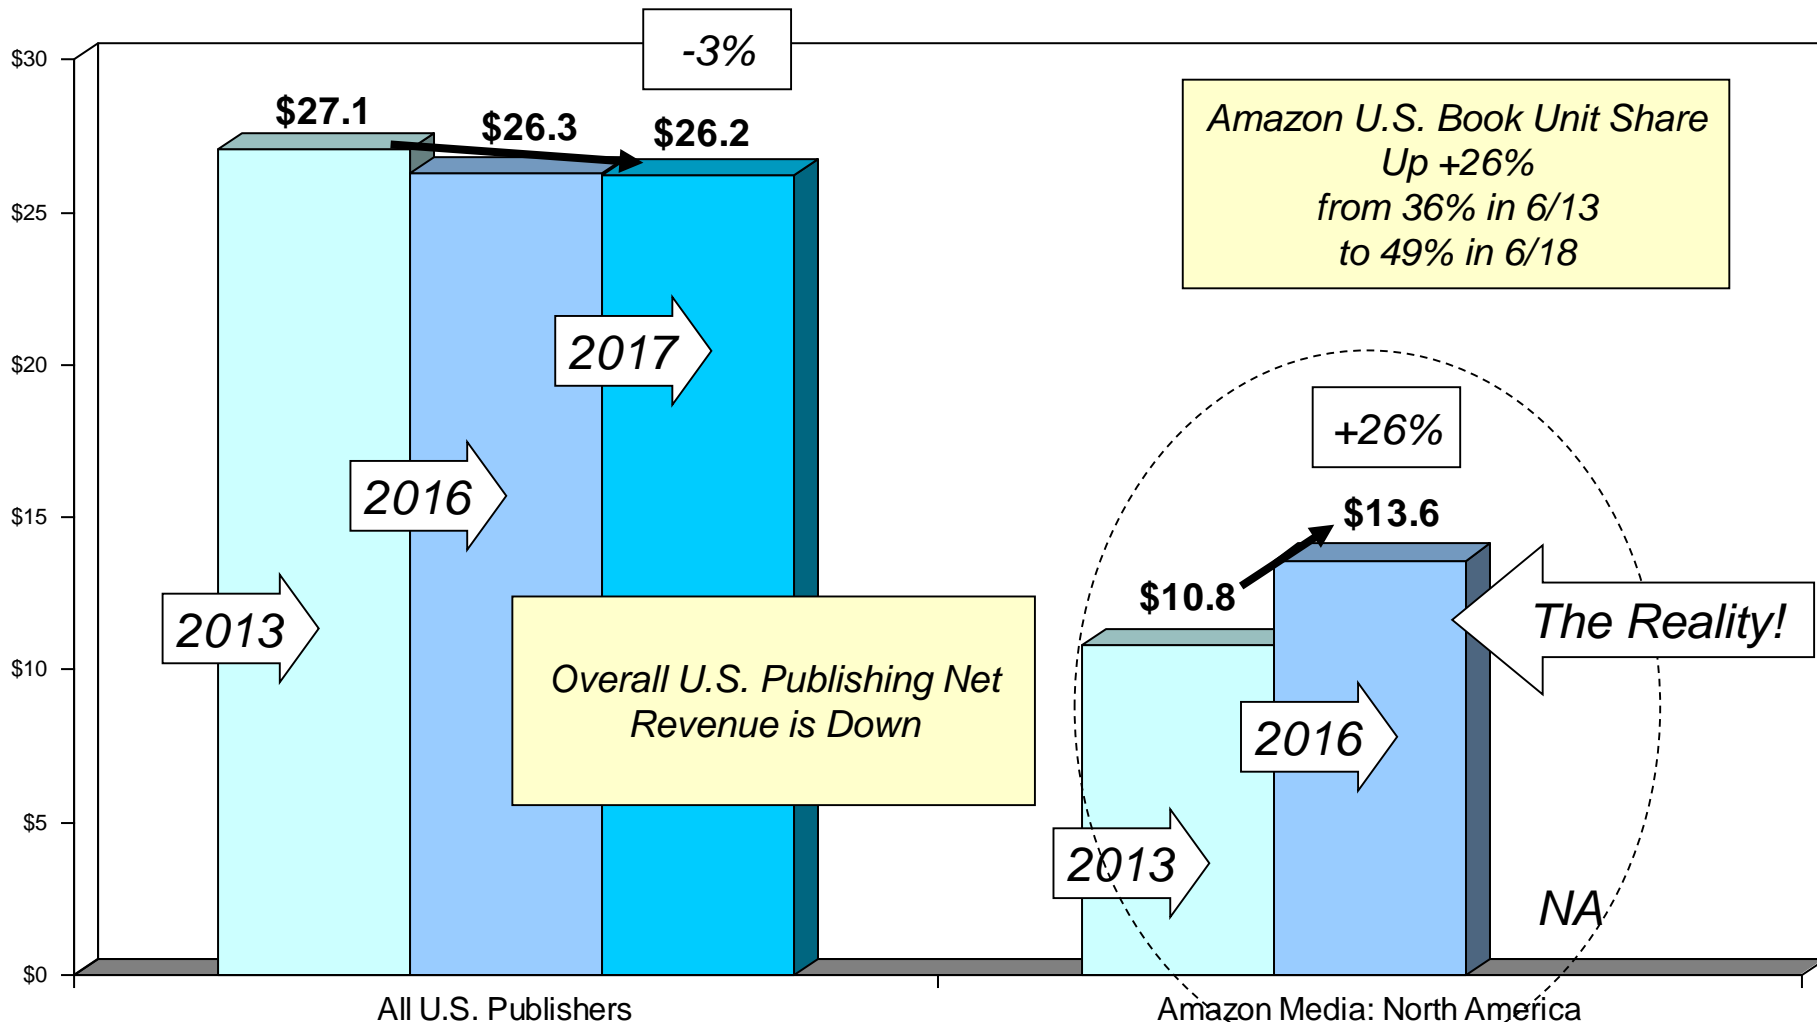 -3%
$30
$27.1
$26.3
$26.2
Amazon U.S. Book Unit Share
Up +26%
from 36% in 6/13
to 49% in 6/18
$25
2017
$20
+26%
2016
$15
$13.6
$10.8
The Reality!
2013
$10
Overall U.S. Publishing Net
Revenue is Down
2016
$5
2013
NA
$0
All U.S. Publishers
Amazon Media: North America